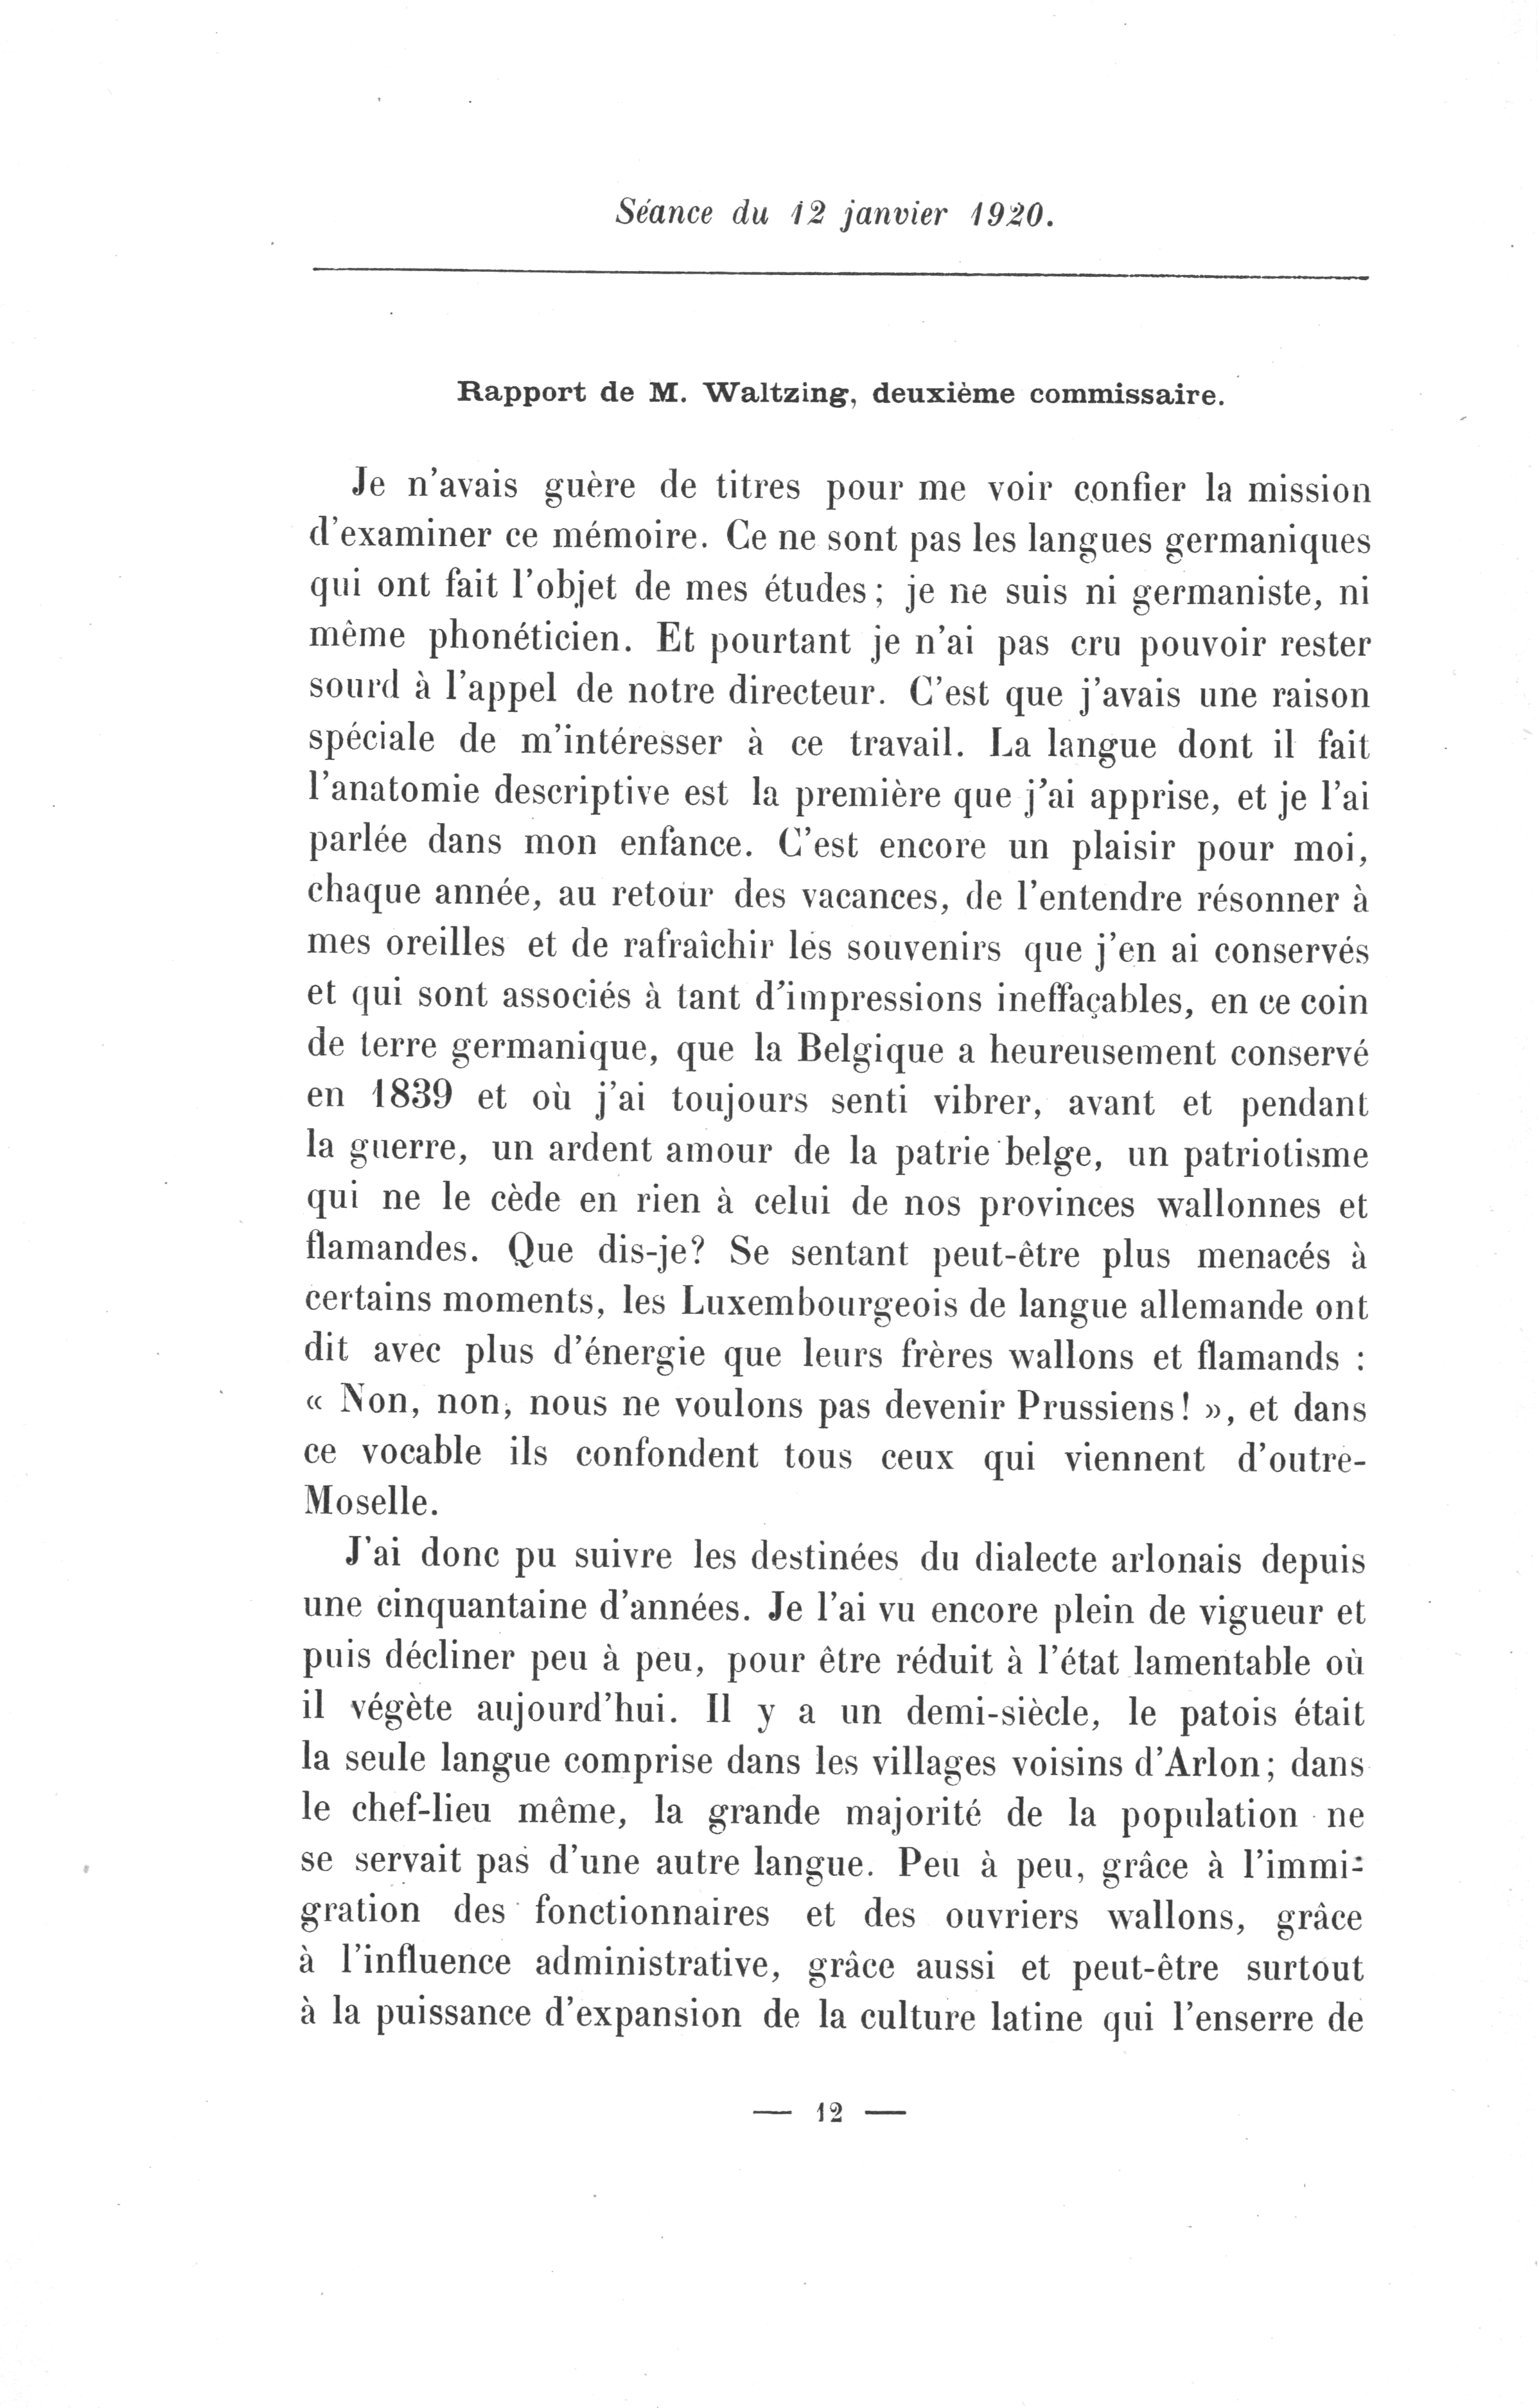 Séance du 12 janvier 1920.
Rapport de M. Waltzing, deuxième commissaire.
Je n'avais guère de titres pour me voir confier la mission
d'examiner ce mémoire. Ce ne sont pas les langues germaniques
qui ont fait l'objet de mes études; je ne suis ni germaniste, ni
même phonéticien. Et pourtant je n'ai pas cru pouvoir rester
sourd à l'appel de notre directeur. C'est que j'avais une raison
spéciale de m'intéresser à ce travail. La langue dont il fait
l'anatomie descriptive est la première que j'ai apprise, et je l'ai
parlée dans mon enfance. C'est encore un plaisir pour moi,
chaque année, au retour des vacances, de l'entendre résonner à
mes oreilles et de rafraîchir les souvenirs que j'en ai conservés
et qui sont associés à tant d'impressions ineffaçables, en ce coin
de terre germanique, que la Belgique a heureusement conservé
en 1839 et où j'ai toujours senti vibrer, avant et pendant
la guerre, un ardent amour de la patrie belge, un patriotisme
qui ne le cède en rien à celui de nos provinces wallonnes et
flamandes. Que dis-je? Se sentant peut-être plus menacés à
certains moments, les Luxembourgeois de langue allemande ont
dit avec plus d'énergie que leurs frères wallons et flamands :
« Non, non, nous ne voulons pas devenir Prussiens! », et dans
ce vocable ils confondent tous ceux qui viennent d'outre-
Moselle.
J'ai donc pu suivre les destinées du dialecte arlonais depuis
une cinquantaine d'années. Je l'ai vu encore plein de vigueur et
puis décliner peu à peu, pour être réduit à l'état lamentable où
il végète aujourd'hui. Il y a un demi-siècle, le patois était
la seule langue comprise dans les villages voisins d'Arlon; dans
le chef-lieu même, la grande majorité de la population ne
se servait pas d'une autre langue. Peu à peu, grâce à l'immi-
gration des fonctionnaires et des ouvriers wallons, grâce
à l'influence administrative, grâce aussi et peut-être surtout
à la puissance d'expansion de la culture latine qui l'enserre de
— 12 —